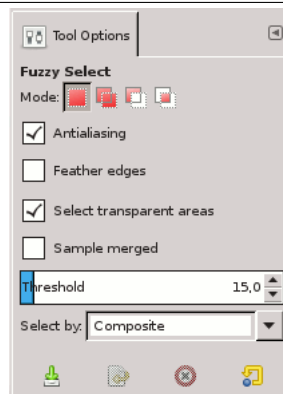 Tool Options
Fuzzy Select
Mode:
Antialiasing
Feather edges
Select transparent areas
Sample merged
Threshold 15,0
Select by: Composite